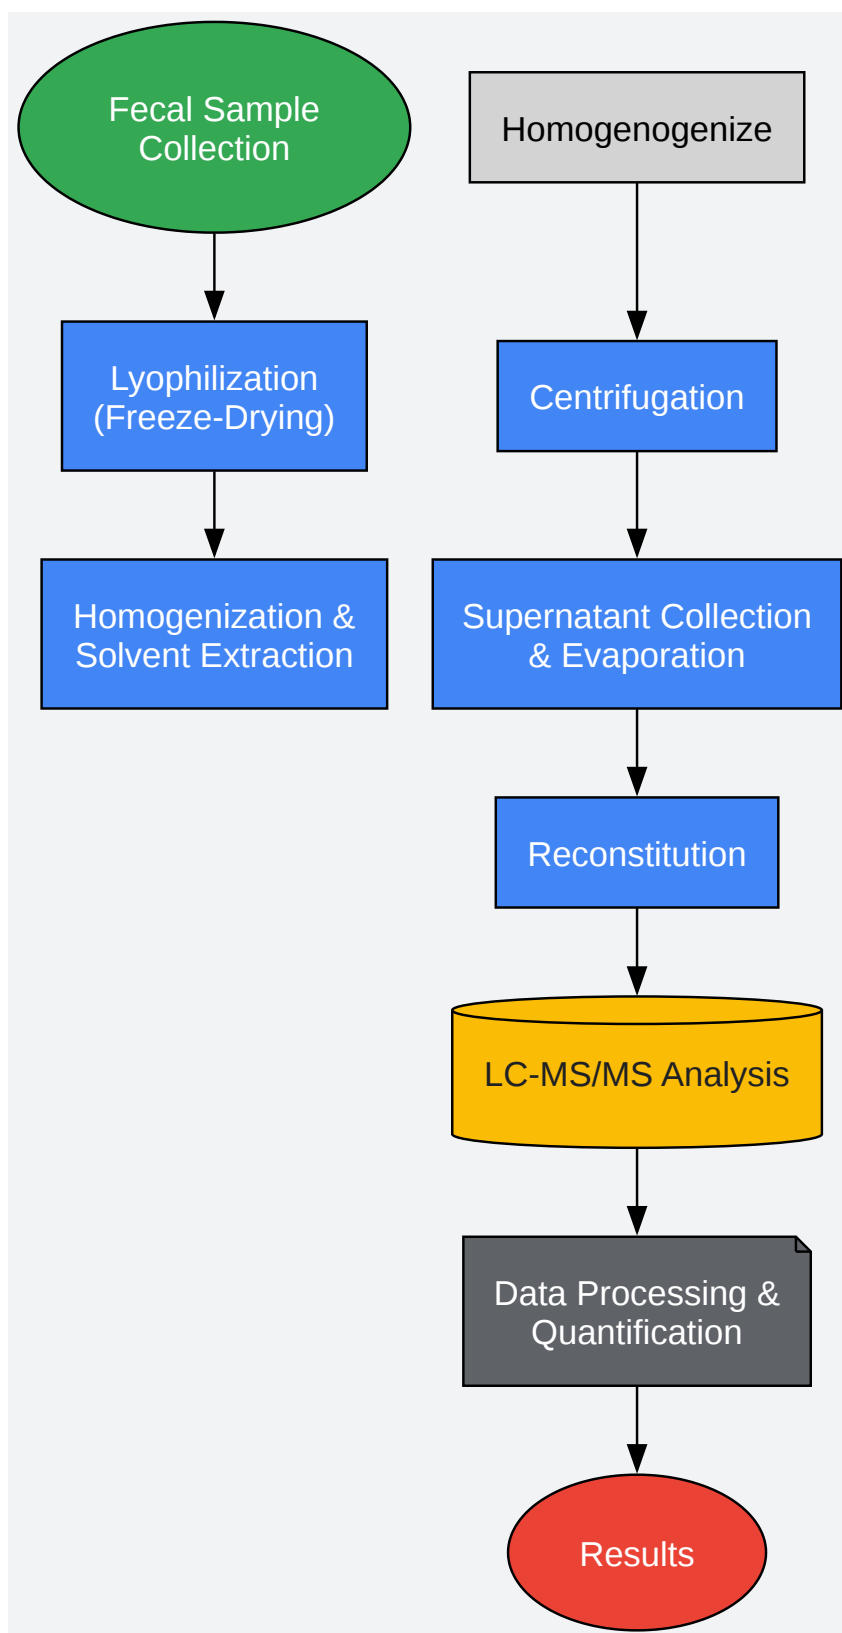 Fecal Sample
Collection
Lyophilization
(Freeze-Drying)
Homogenization &
Solvent Extraction
Homogenogenize
Centrifugation
Supernatant Collection
& Evaporation
Reconstitution
LC-MS/MS Analysis
Data Processing &
Quantification
Results